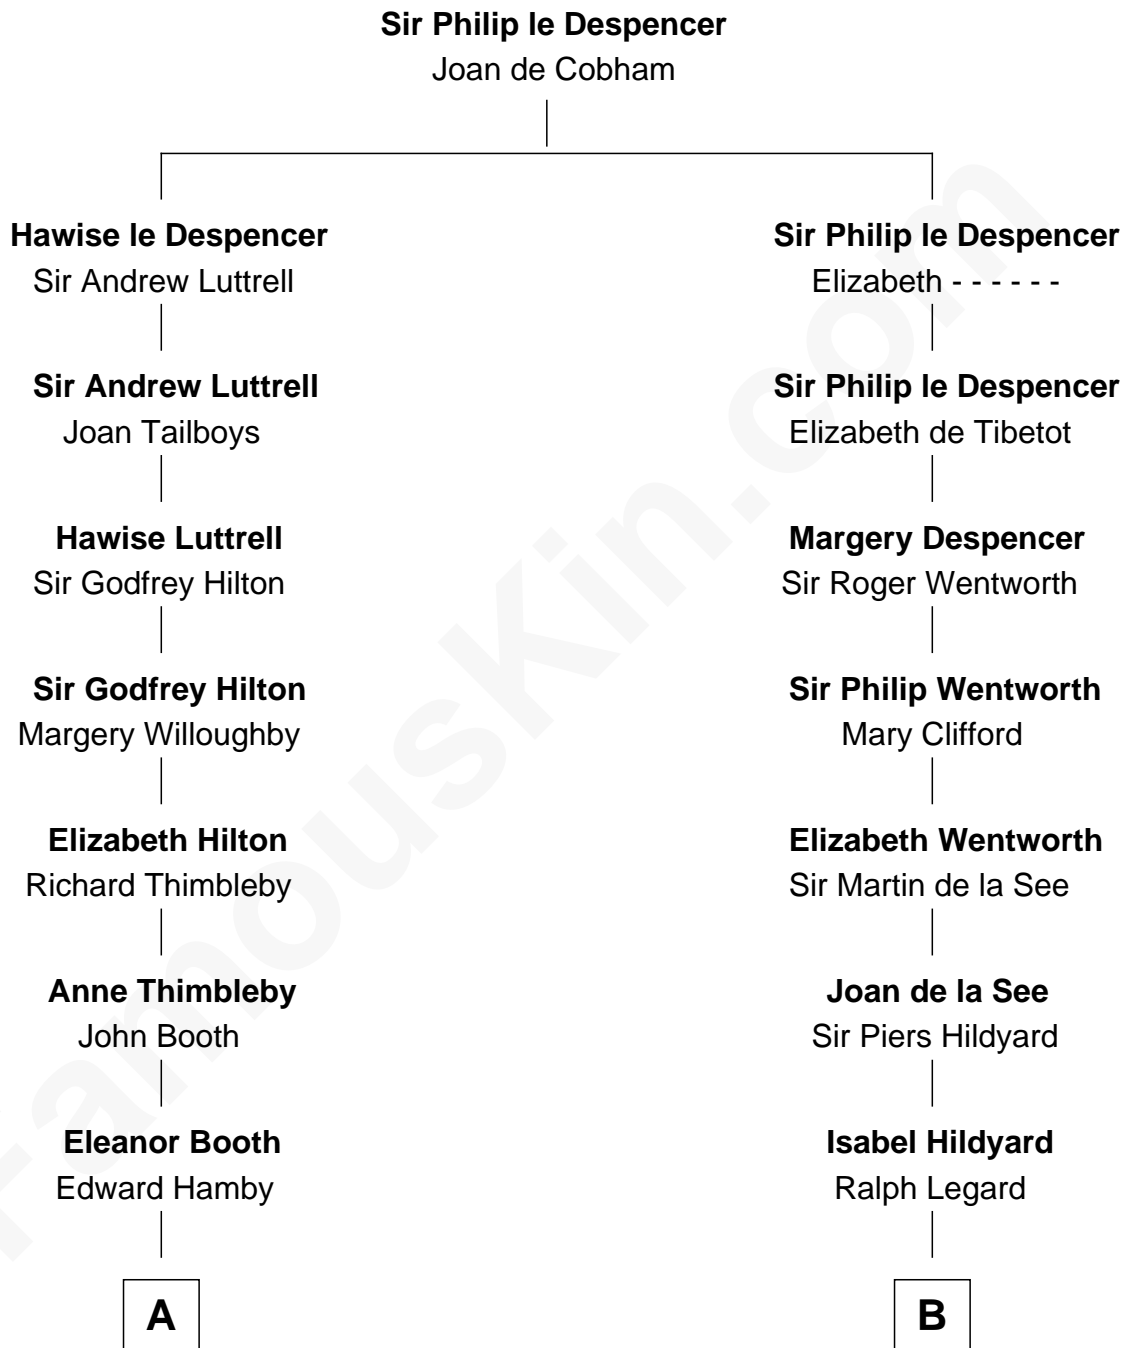 Sir Philip le Despencer
Joan de Cobham
Hawise le Despencer
Sir Andrew Luttrell
Sir Philip le Despencer
Elizabeth - - - - - -
Sir Andrew Luttrell
Joan Tailboys
Sir Philip le Despencer
Elizabeth de Tibetot
Hawise Luttrell
Sir Godfrey Hilton
Margery Despencer
Sir Roger Wentworth
Sir Godfrey Hilton
Margery Willoughby
Sir Philip Wentworth
Mary Clifford
Elizabeth Hilton
Richard Thimbleby
Elizabeth Wentworth
Sir Martin de la See
Anne Thimbleby
John Booth
Joan de la See
Sir Piers Hildyard
Eleanor Booth
Edward Hamby
Isabel Hildyard
Ralph Legard
A
B
FamousKin.com